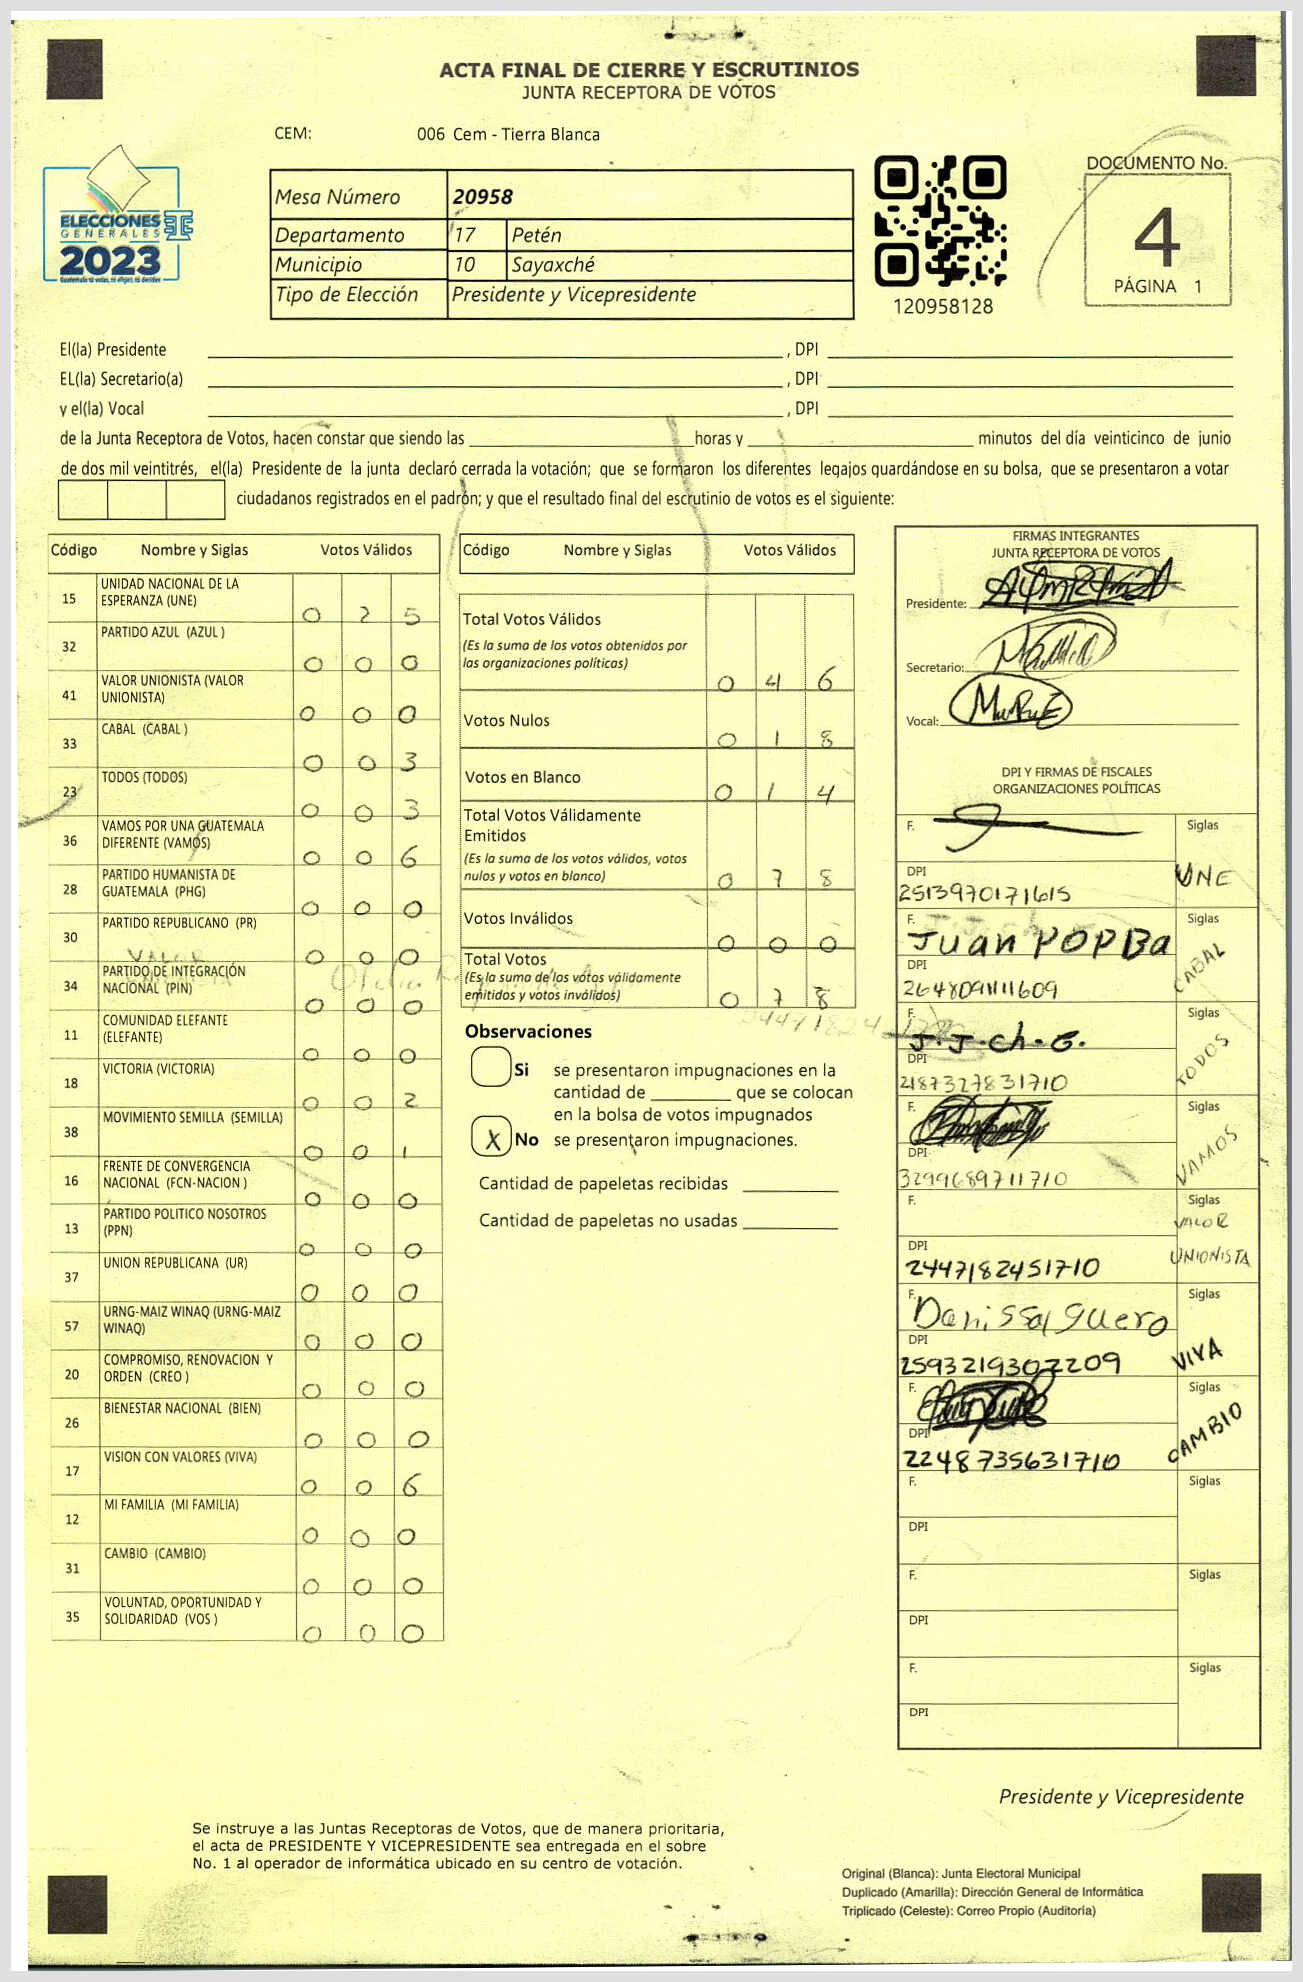 ACTA FINAL DE CIERRE Y ESCRUTINIOS
JUNTA RECEPTORA DE VOTOS
CEM: 006 Cem - Tierra Blanca
ELECCIONES
GENERALES
2023
Mesa Número 20958
Departamento 17 Petén
Municipio 10 Sayaxché
Tipo de Elección Presidente y Vicepresidente
120958128
DOCUMENTO No.
4
PÁGINA 1
El(la) Presidente , DPI
EL(la) Secretario(a) , DPI
y el(la) Vocal , DPI
de la Junta Receptora de Votos, hacen constar que siendo las horas y minutos del día veinticinco de junio
de dos mil veintitrés, el(la) Presidente de la junta declaró cerrada la votación; que se formaron los diferentes legajos guardándose en su bolsa, que se presentaron a votar
ciudadanos registrados en el padrón; y que el resultado final del escrutinio de votos es el siguiente:
Código Nombre y Siglas Votos Válidos
15 UNIDAD NACIONAL DE LA
ESPERANZA (UNE) 0 2 5
32 PARTIDO AZUL (AZUL ) 0 0 0
41 VALOR UNIONISTA (VALOR
UNIONISTA) 0 0 0
33 CABAL (CABAL ) 0 0 3
23 TODOS (TODOS) 0 0 3
36 VAMOS POR UNA GUATEMALA
DIFERENTE (VAMOS) 0 0 6
28 PARTIDO HUMANISTA DE
GUATEMALA (PHG) 0 0 0
30 PARTIDO REPUBLICANO (PR) 0 0 0
VALOR
34 PARTIDO DE INTEGRACIÓN
NACIONAL (PIN) 0 0 0
11 COMUNIDAD ELEFANTE
(ELEFANTE) 0 0 0
18 VICTORIA (VICTORIA) 0 0 2
38 MOVIMIENTO SEMILLA (SEMILLA) 0 0 1
16 FRENTE DE CONVERGENCIA
NACIONAL (FCN-NACION ) 0 0 0
13 PARTIDO POLITICO NOSOTROS
(PPN) 0 0 0
37 UNION REPUBLICANA (UR) 0 0 0
57 URNG-MAIZ WINAQ (URNG-MAIZ
WINAQ) 0 0 0
20 COMPROMISO, RENOVACION Y
ORDEN (CREO ) 0 0 0
26 BIENESTAR NACIONAL (BIEN) 0 0 0
17 VISION CON VALORES (VIVA) 0 0 6
12 MI FAMILIA (MI FAMILIA) 0 0 0
31 CAMBIO (CAMBIO) 0 0 0
35 VOLUNTAD, OPORTUNIDAD Y
SOLIDARIDAD (VOS ) 0 0 0
Código Nombre y Siglas Votos Válidos
Total Votos Válidos
(Es la suma de los votos obtenidos por
las organizaciones políticas) 0 4 6
Votos Nulos 0 1 8
Votos en Blanco 0 1 4
Total Votos Válidamente
Emitidos
(Es la suma de los votos válidos, votos
nulos y votos en blanco) 0 7 8
Votos Inválidos 0 0 0
Total Votos
(Es la suma de los votos válidamente
emitidos y votos inválidos) 0 7 8
Observaciones
Si se presentaron impugnaciones en la
cantidad de que se colocan
en la bolsa de votos impugnados
X No se presentaron impugnaciones.
Cantidad de papeletas recibidas
Cantidad de papeletas no usadas
FIRMAS INTEGRANTES
JUNTA RECEPTORA DE VOTOS
Presidente:
Secretario:
Vocal:
DPI Y FIRMAS DE FISCALES
ORGANIZACIONES POLÍTICAS
F. Siglas
DPI UNE
2513970171615
F. Juan POP Ba Siglas
DPI CABAL
2648091111609
F. J.J.Ch.G. Siglas
DPI TODOS
2187327831710
F. Siglas
DPI VAMOS
3299689711710
F. Siglas
VALOR
DPI UNIONISTA
2447182451710
F. Siglas
DPI VIVA
2593219302209
F. Siglas
DPI CAMBIO
2248735631710
F. Siglas
DPI
F. Siglas
DPI
F. Siglas
DPI
Presidente y Vicepresidente
Se instruye a las Juntas Receptoras de Votos, que de manera prioritaria,
el acta de PRESIDENTE Y VICEPRESIDENTE sea entregada en el sobre
No. 1 al operador de informática ubicado en su centro de votación.
Original (Blanca): Junta Electoral Municipal
Duplicado (Amarilla): Dirección General de Informática
Triplicado (Celeste): Correo Propio (Auditoría)